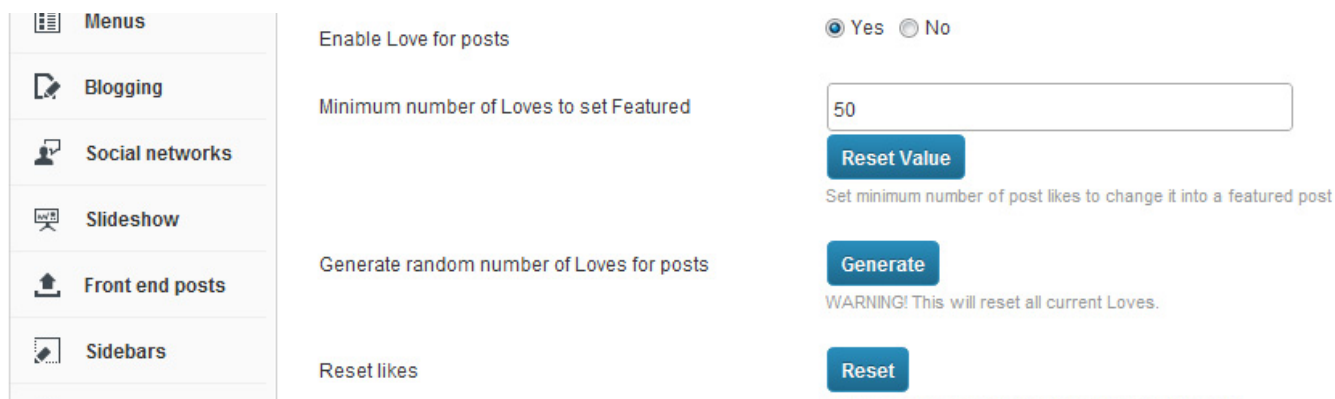 Menus
Blogging
Social networks
Slideshow
Front end posts
Sidebars
Enable Love for posts
Yes No
Minimum number of Loves to set Featured
50
Reset Value
Set minimum number of post likes to change it into a featured post
Generate random number of Loves for posts
Generate
WARNING! This will reset all current Loves.
Reset likes
Reset